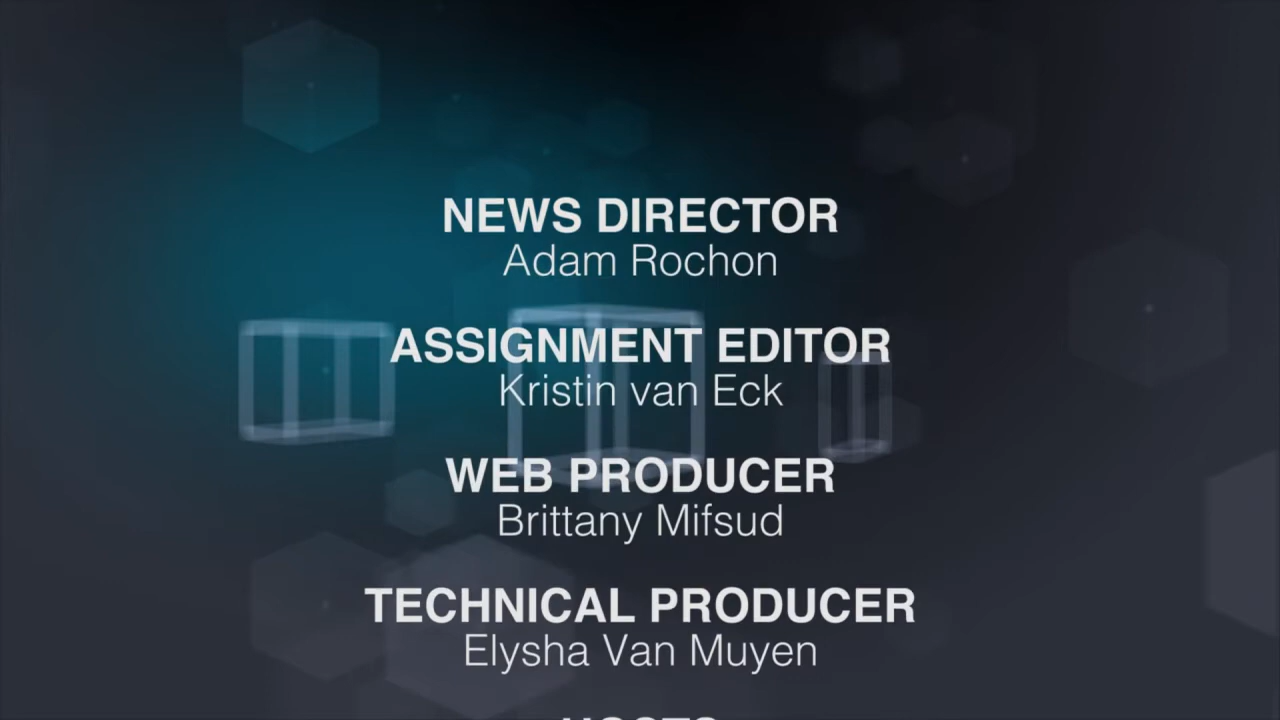 NEWS DIRECTOR
Adam Rochon
ASSIGNMENT EDITOR
Kristin van Eck
WEB PRODUCER
Brittany Mifsud
TECHNICAL PRODUCER
Elysha Van Muyen